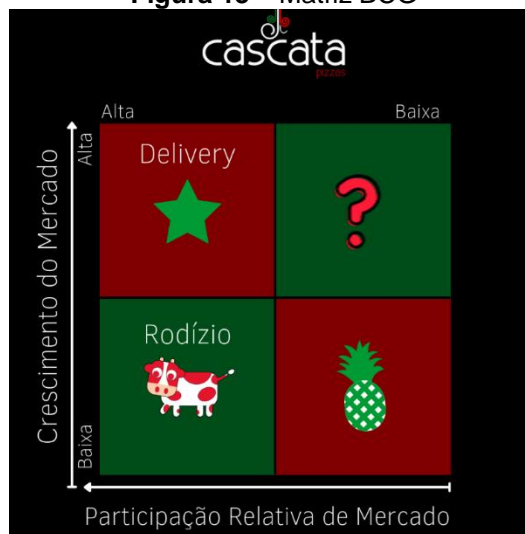 cascata
pizzas
Alta
Baixa
Alta
Delivery
?
Crescimento do Mercado
Rodízio
Baixa
Participação Relativa de Mercado